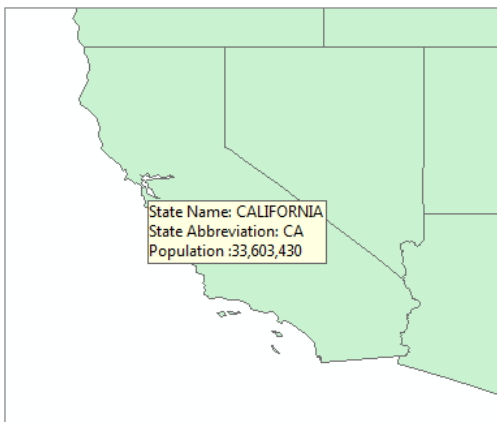 State Name: CALIFORNIA
State Abbreviation: CA
Population :33,603,430